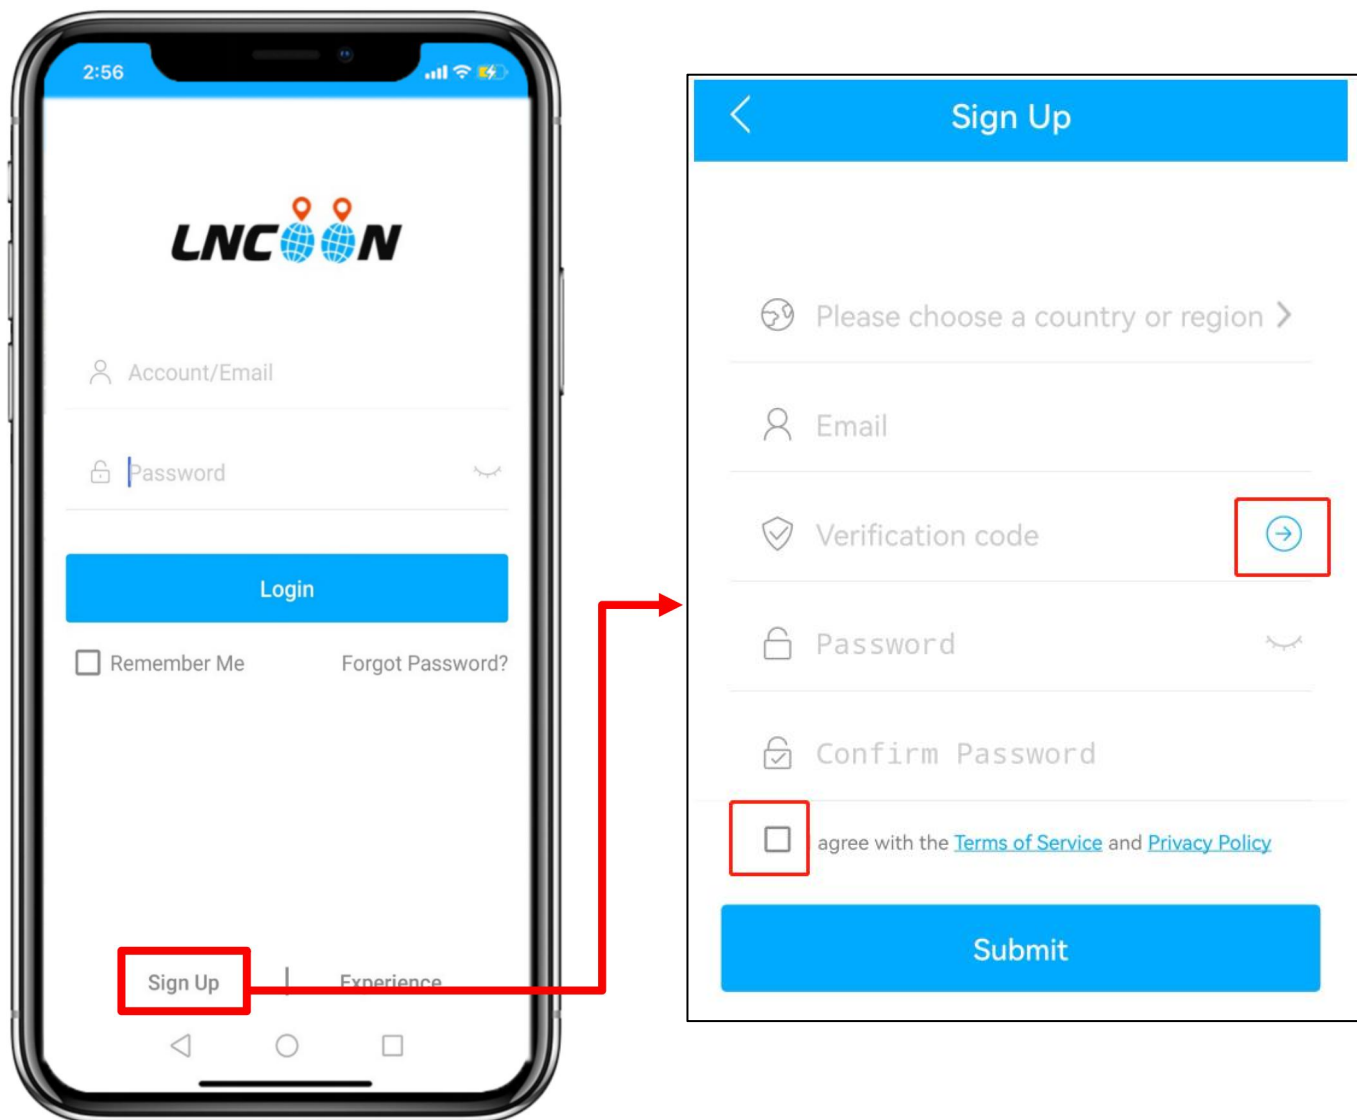 2:56
LNCOON
Account/Email
Password
Login
Remember Me
Forgot Password?
Sign Up | Experience
Sign Up
Please choose a country or region
Email
Verification code
Password
Confirm Password
agree with the Terms of Service and Privacy Policy
Submit